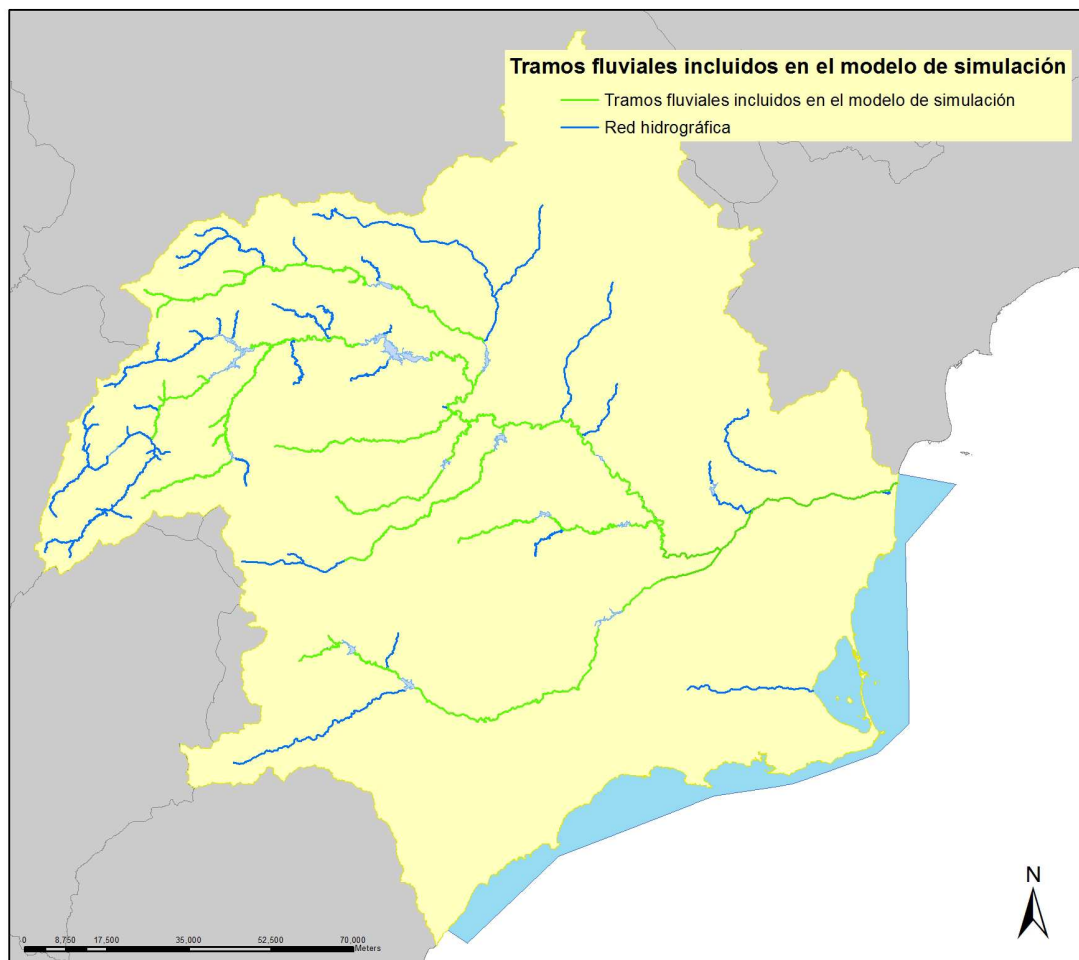 Tramos fluviales incluidos en el modelo de simulación
Tramos fluviales incluidos en el modelo de simulación
Red hidrográfica
N
0 8,750 17,500 35,000 52,500 70,000
Meters